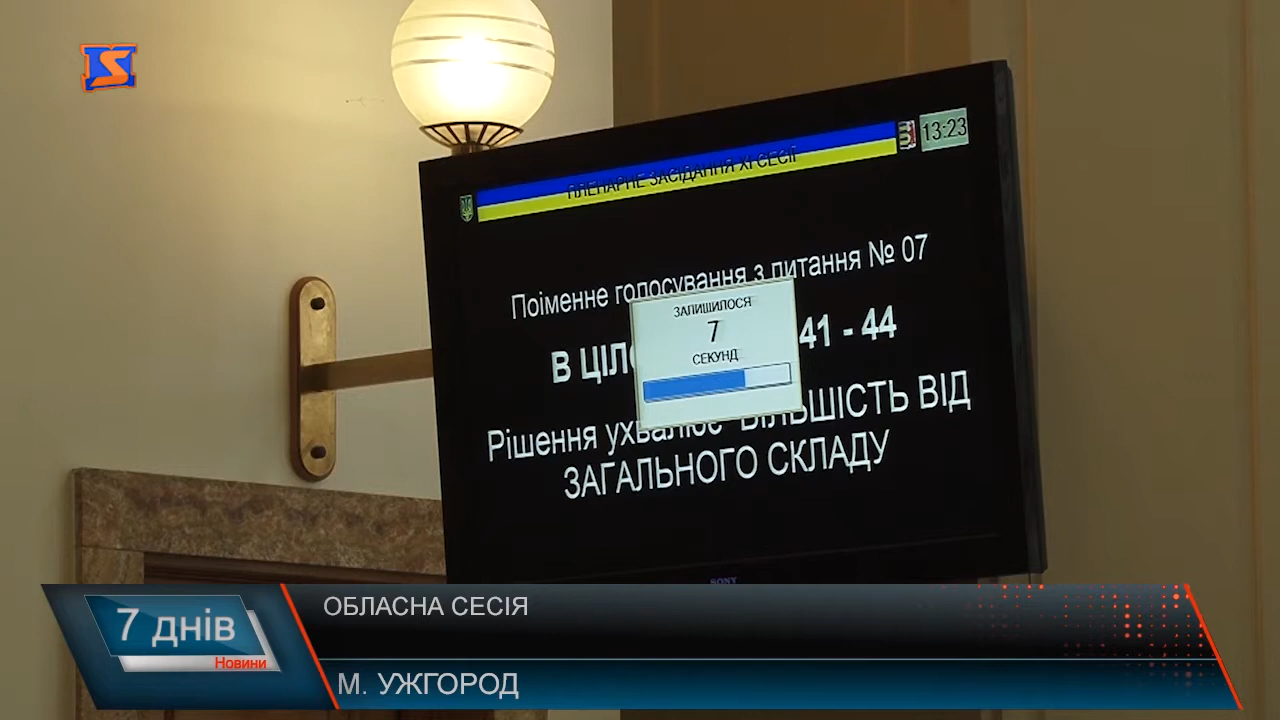 13:23
ПЛЕНАРНЕ ЗАСІДАННЯ XI СЕСІЇ
Поіменне голосування з питання № 07
ЗАЛИШИЛОСЯ
7
СЕКУНД
В ЦІЛ 41 - 44
Рішення ухвалює БІЛЬШІСТЬ ВІД
ЗАГАЛЬНОГО СКЛАДУ
SONY
7 днів
Новини
ОБЛАСНА СЕСІЯ
М. УЖГОРОД